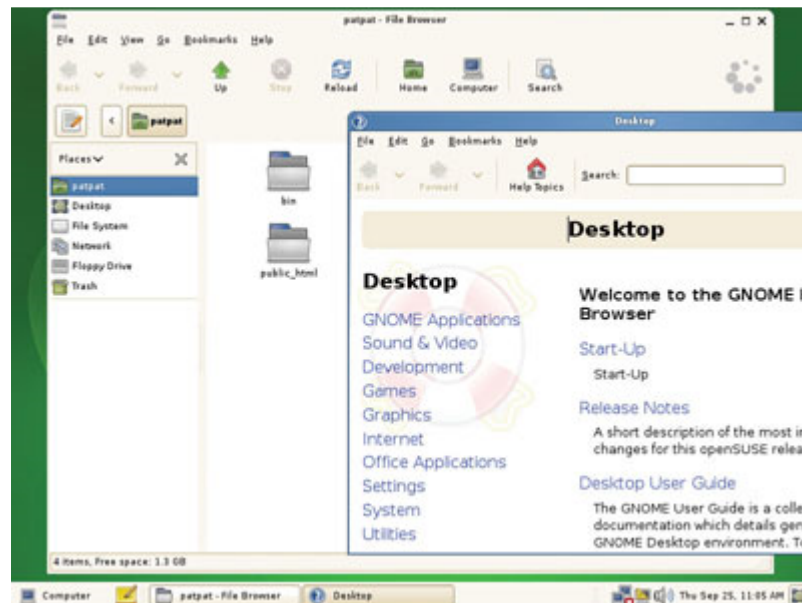 patpat - File Browser
File Edit View Go Bookmarks Help
Back Forward Up Stop Reload Home Computer Search
patpat
Places
patpat
Desktop
File System
Network
Floppy Drive
Trash
bin
public_html
4 items, Free space: 1.3 GB
Desktop
File Edit Go Bookmarks Help
Back Forward Help Topics Search:
Desktop
Desktop
GNOME Applications
Sound & Video
Development
Games
Graphics
Internet
Office Applications
Settings
System
Utilities
Welcome to the GNOME
Browser
Start-Up
Start-Up
Release Notes
A short description of the most
changes for this openSUSE
Desktop User Guide
The GNOME User Guide is a
documentation which details
GNOME Desktop environment.
Computer patpat - File Browser Desktop Thu Sep 25, 11:05 AM